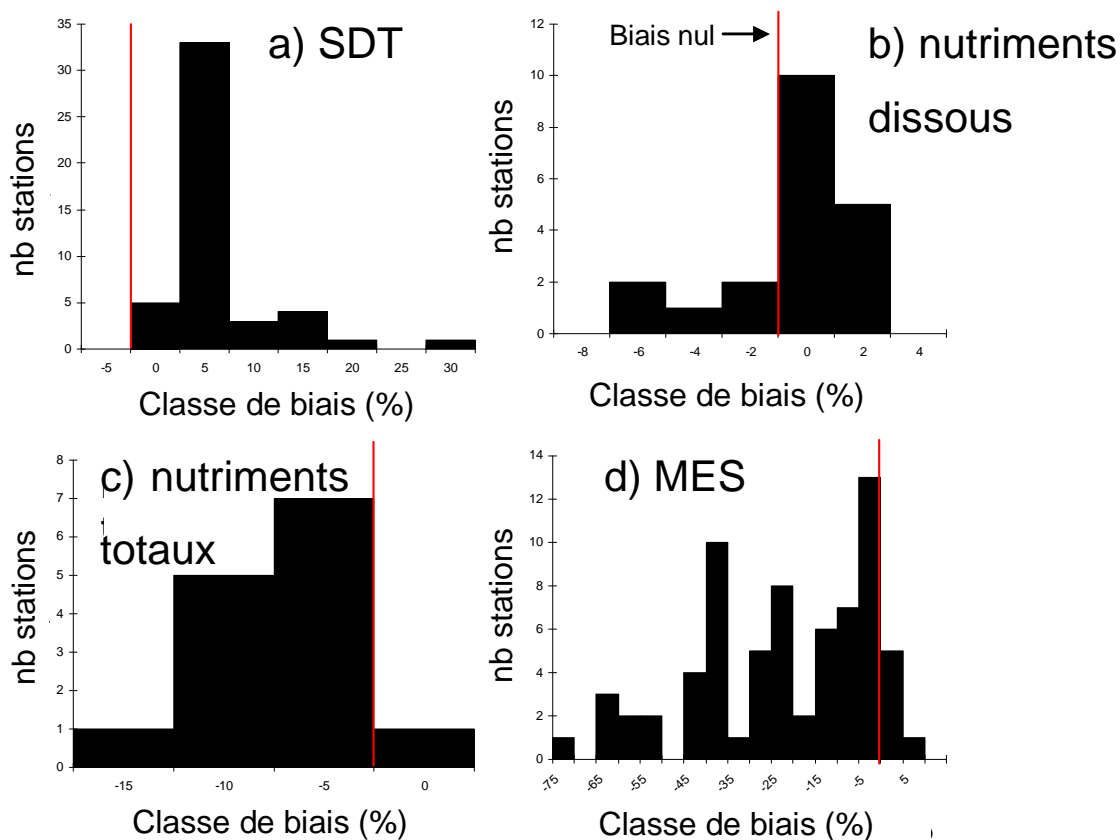 a) SDT
nb stations
35
30
25
20
15
10
5
0
-5 0 5 10 15 20 25 30
Classe de biais (%)
Biais nul
b) nutriments
dissous
nb stations
12
10
8
6
4
2
0
-8 -6 -4 -2 0 2 4
Classe de biais (%)
c) nutriments
totaux
nb stations
8
7
6
5
4
3
2
1
0
-15 -10 -5 0
Classe de biais (%)
d) MES
nb stations
14
12
10
8
6
4
2
0
-75 -65 -55 -45 -35 -25 -15 -5 5
Classe de biais (%)